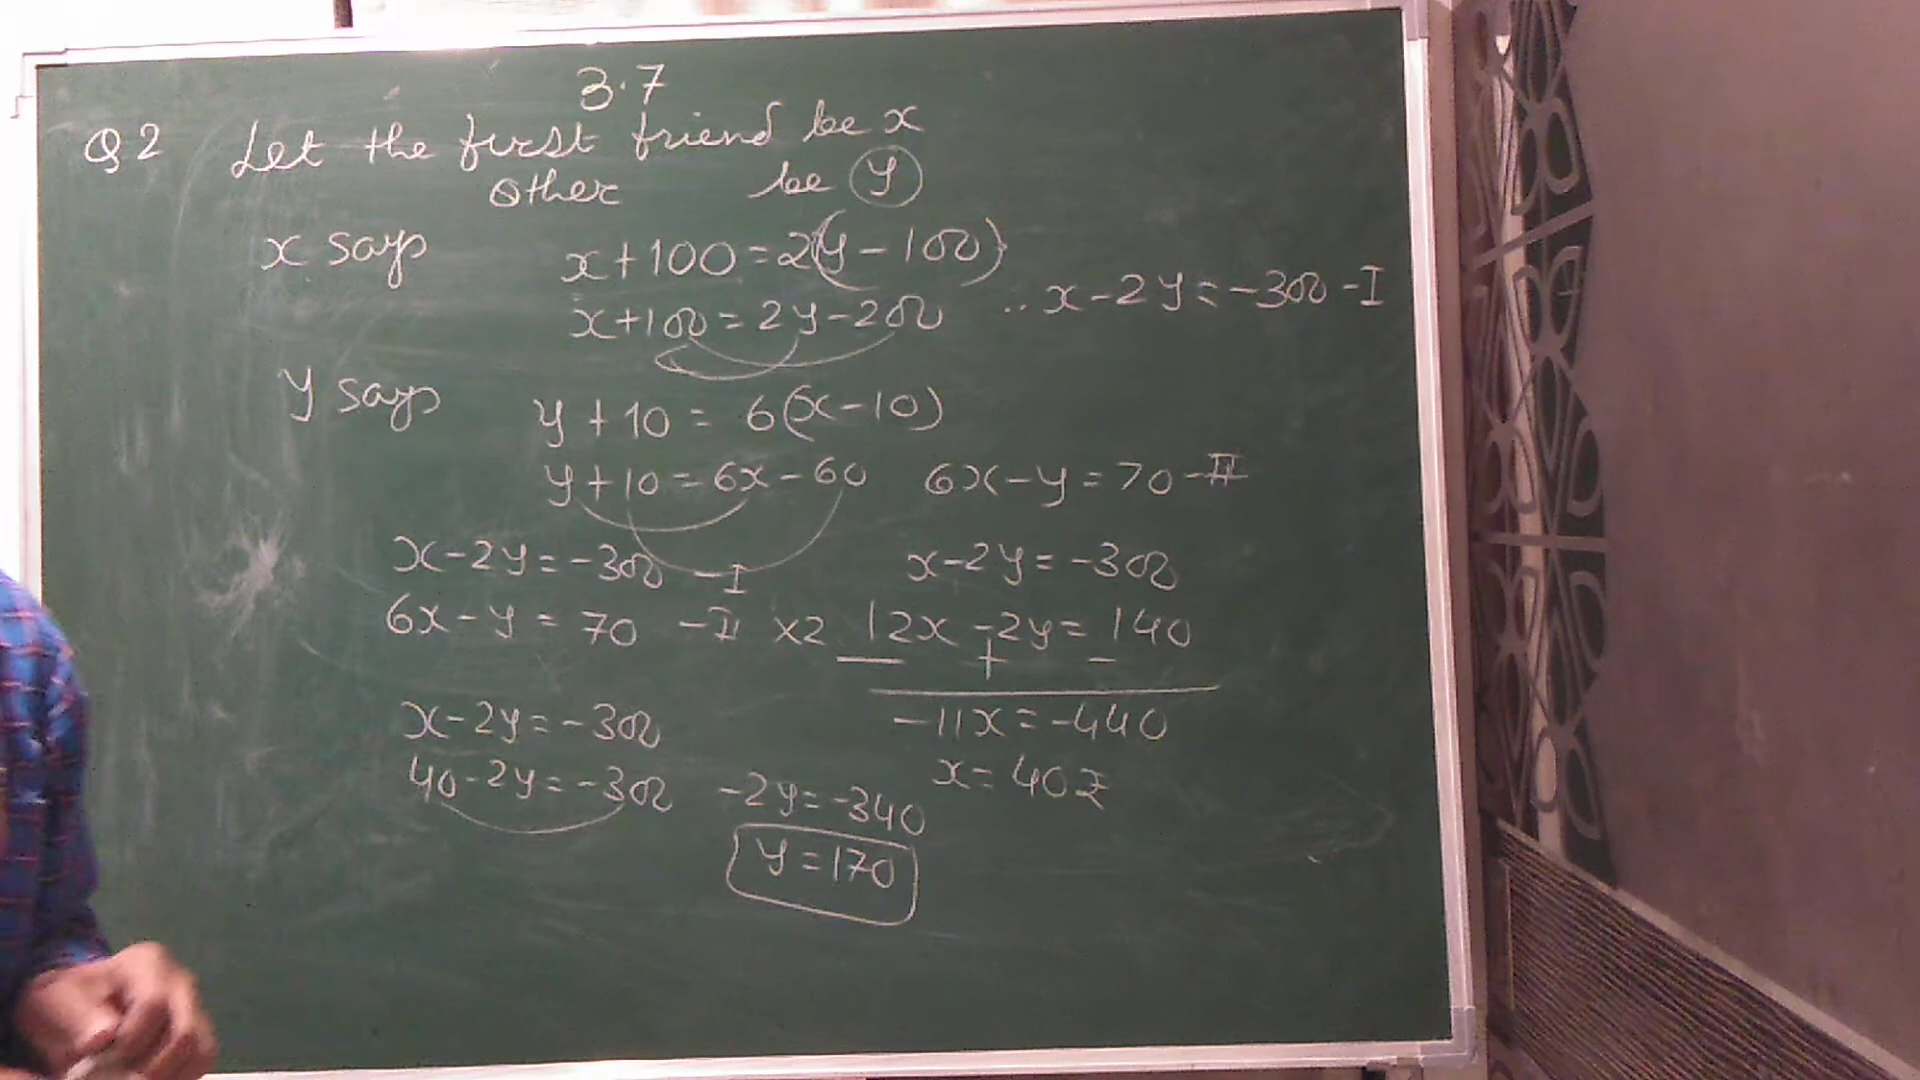 3.7
Q2 Let the first friend be x
Other be y
x says x+100=2(y-100)
x+100=2y-200 ∴ x-2y=-300 -I
y says y+10=6(x-10)
y+10=6x-60 6x-y=70-II
x-2y=-300 -I x-2y=-300
6x-y=70 -II x2 12x-2y=140
- + -
x-2y=-300 -11x=-440
40-2y=-300 -2y=-340 x=40₹
y=170